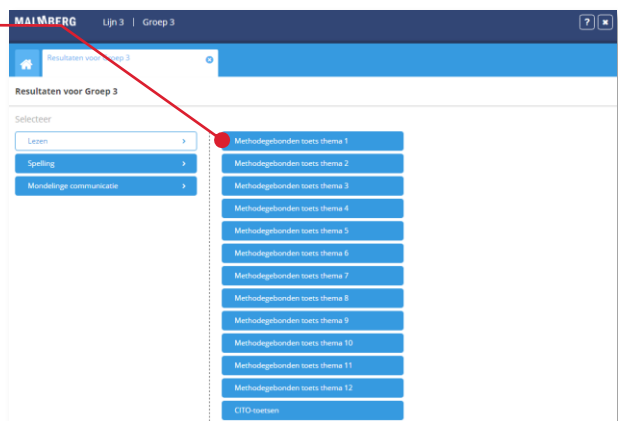 MALMBERG Lijn 3 | Groep 3 ? x
Resultaten voor Groep 3
Resultaten voor Groep 3
Selecteer
Lezen
Spelling
Mondelinge communicatie
Methodegebonden toets thema 1
Methodegebonden toets thema 2
Methodegebonden toets thema 3
Methodegebonden toets thema 4
Methodegebonden toets thema 5
Methodegebonden toets thema 6
Methodegebonden toets thema 7
Methodegebonden toets thema 8
Methodegebonden toets thema 9
Methodegebonden toets thema 10
Methodegebonden toets thema 11
Methodegebonden toets thema 12
CITO-toetsen